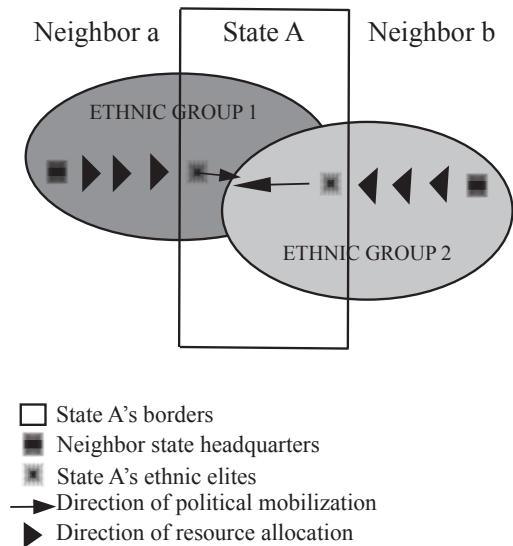 Neighbor a State A Neighbor b
ETHNIC GROUP 1
ETHNIC GROUP 2
State A's borders
Neighbor state headquarters
State A's ethnic elites
Direction of political mobilization
Direction of resource allocation